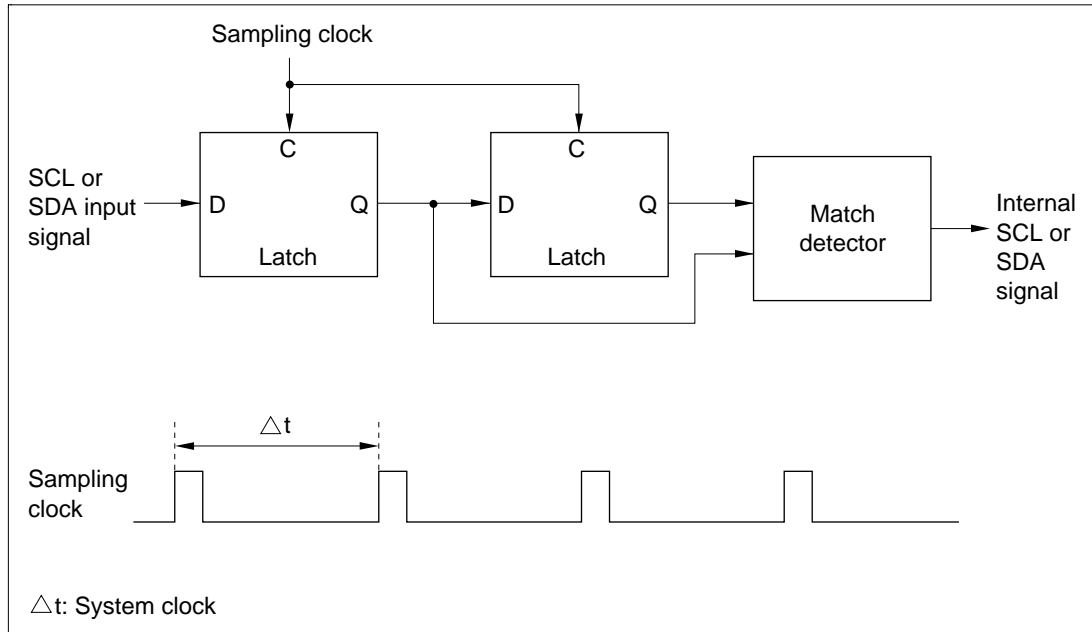 Sampling clock
C
C
SCL or
SDA input
signal
D
Q
D
Q
Latch
Latch
Match
detector
Internal
SCL or
SDA
signal
△t
Sampling
clock
△t: System clock